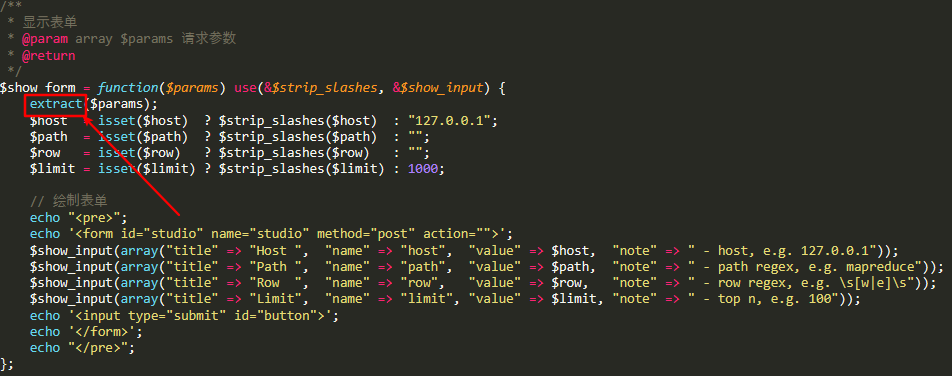 /**
 * 显示表单
 * @param array $params 请求参数
 * @return
 */
$show_form = function($params) use(&$strip_slashes, &$show_input) {
    extract($params);
    $host   = isset($host)  ? $strip_slashes($host)  : "127.0.0.1";
    $path  = isset($path)  ? $strip_slashes($path)  : "";
    $row   = isset($row)   ? $strip_slashes($row)   : "";
    $limit = isset($limit) ? $strip_slashes($limit) : 1000;

    // 绘制表单
    echo "<pre>";
    echo '<form id="studio" name="studio" method="post" action="">';
    $show_input(array("title" => "Host ",  "name" => "host",  "value" => $host,  "note" => " - host, e.g. 127.0.0.1"));
    $show_input(array("title" => "Path ",  "name" => "path",  "value" => $path,  "note" => " - path regex, e.g. mapreduce"));
    $show_input(array("title" => "Row  ",  "name" => "row",   "value" => $row,   "note" => " - row regex, e.g. \s[w|e]\s"));
    $show_input(array("title" => "Limit",  "name" => "limit", "value" => $limit, "note" => " - top n, e.g. 100"));
    echo '<input type="submit" id="button">';
    echo '</form>';
    echo "</pre>";
};